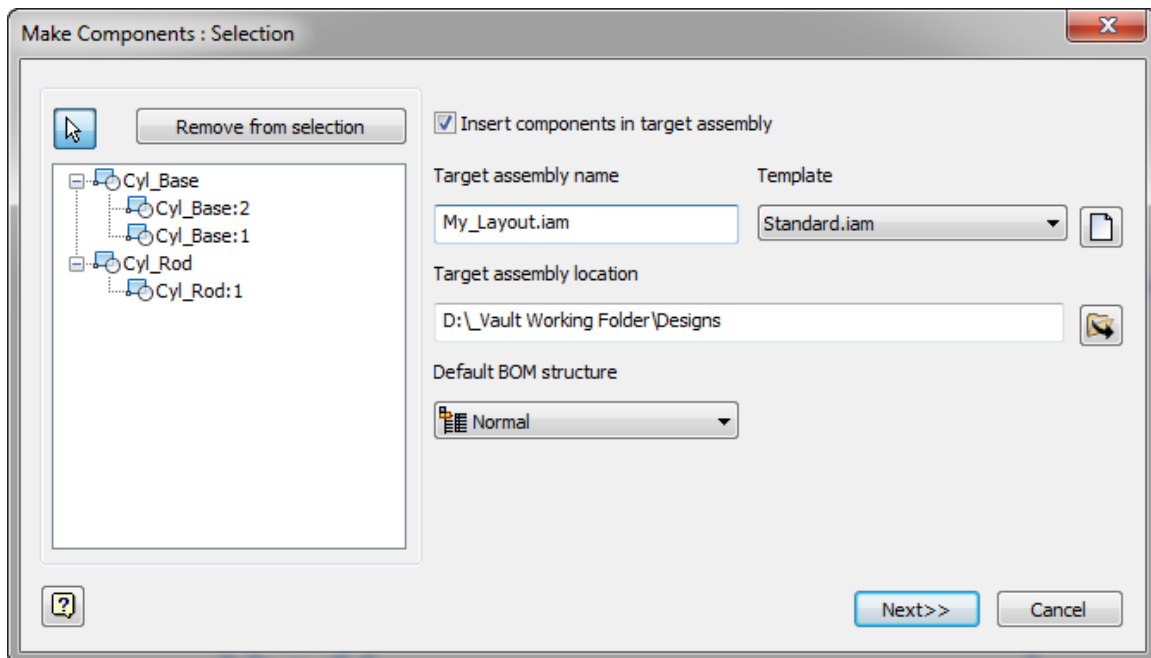 Make Components : Selection
Remove from selection
Cyl_Base
Cyl_Base:2
Cyl_Base:1
Cyl_Rod
Cyl_Rod:1
Insert components in target assembly
Target assembly name
Template
My_Layout.iam
Standard.iam
Target assembly location
D:\_Vault Working Folder\Designs
Default BOM structure
Normal
Next>>
Cancel